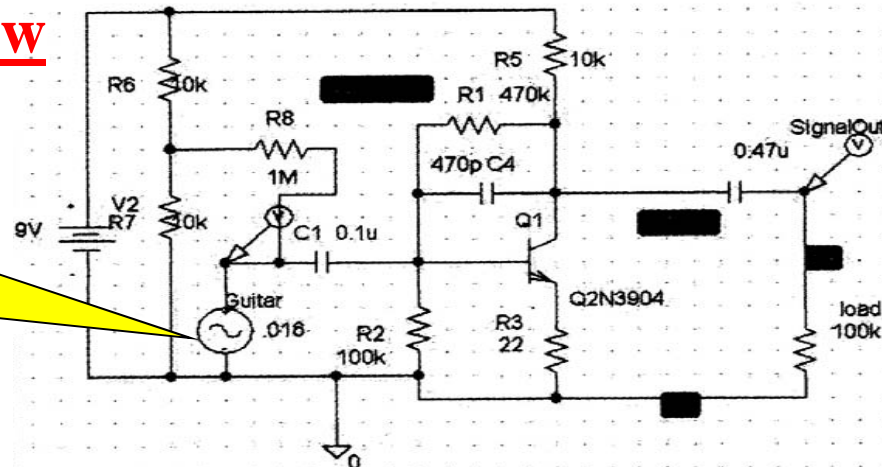 w
R5 10k
R6 10k
R1 470k
R8
SignalOut
470p C4
0.47u
1M
V2
R7 10k
Q1
9V
C1 0.1u
Guitar
Q2N3904
.016
load
R2
R3
100k
22
100k
0